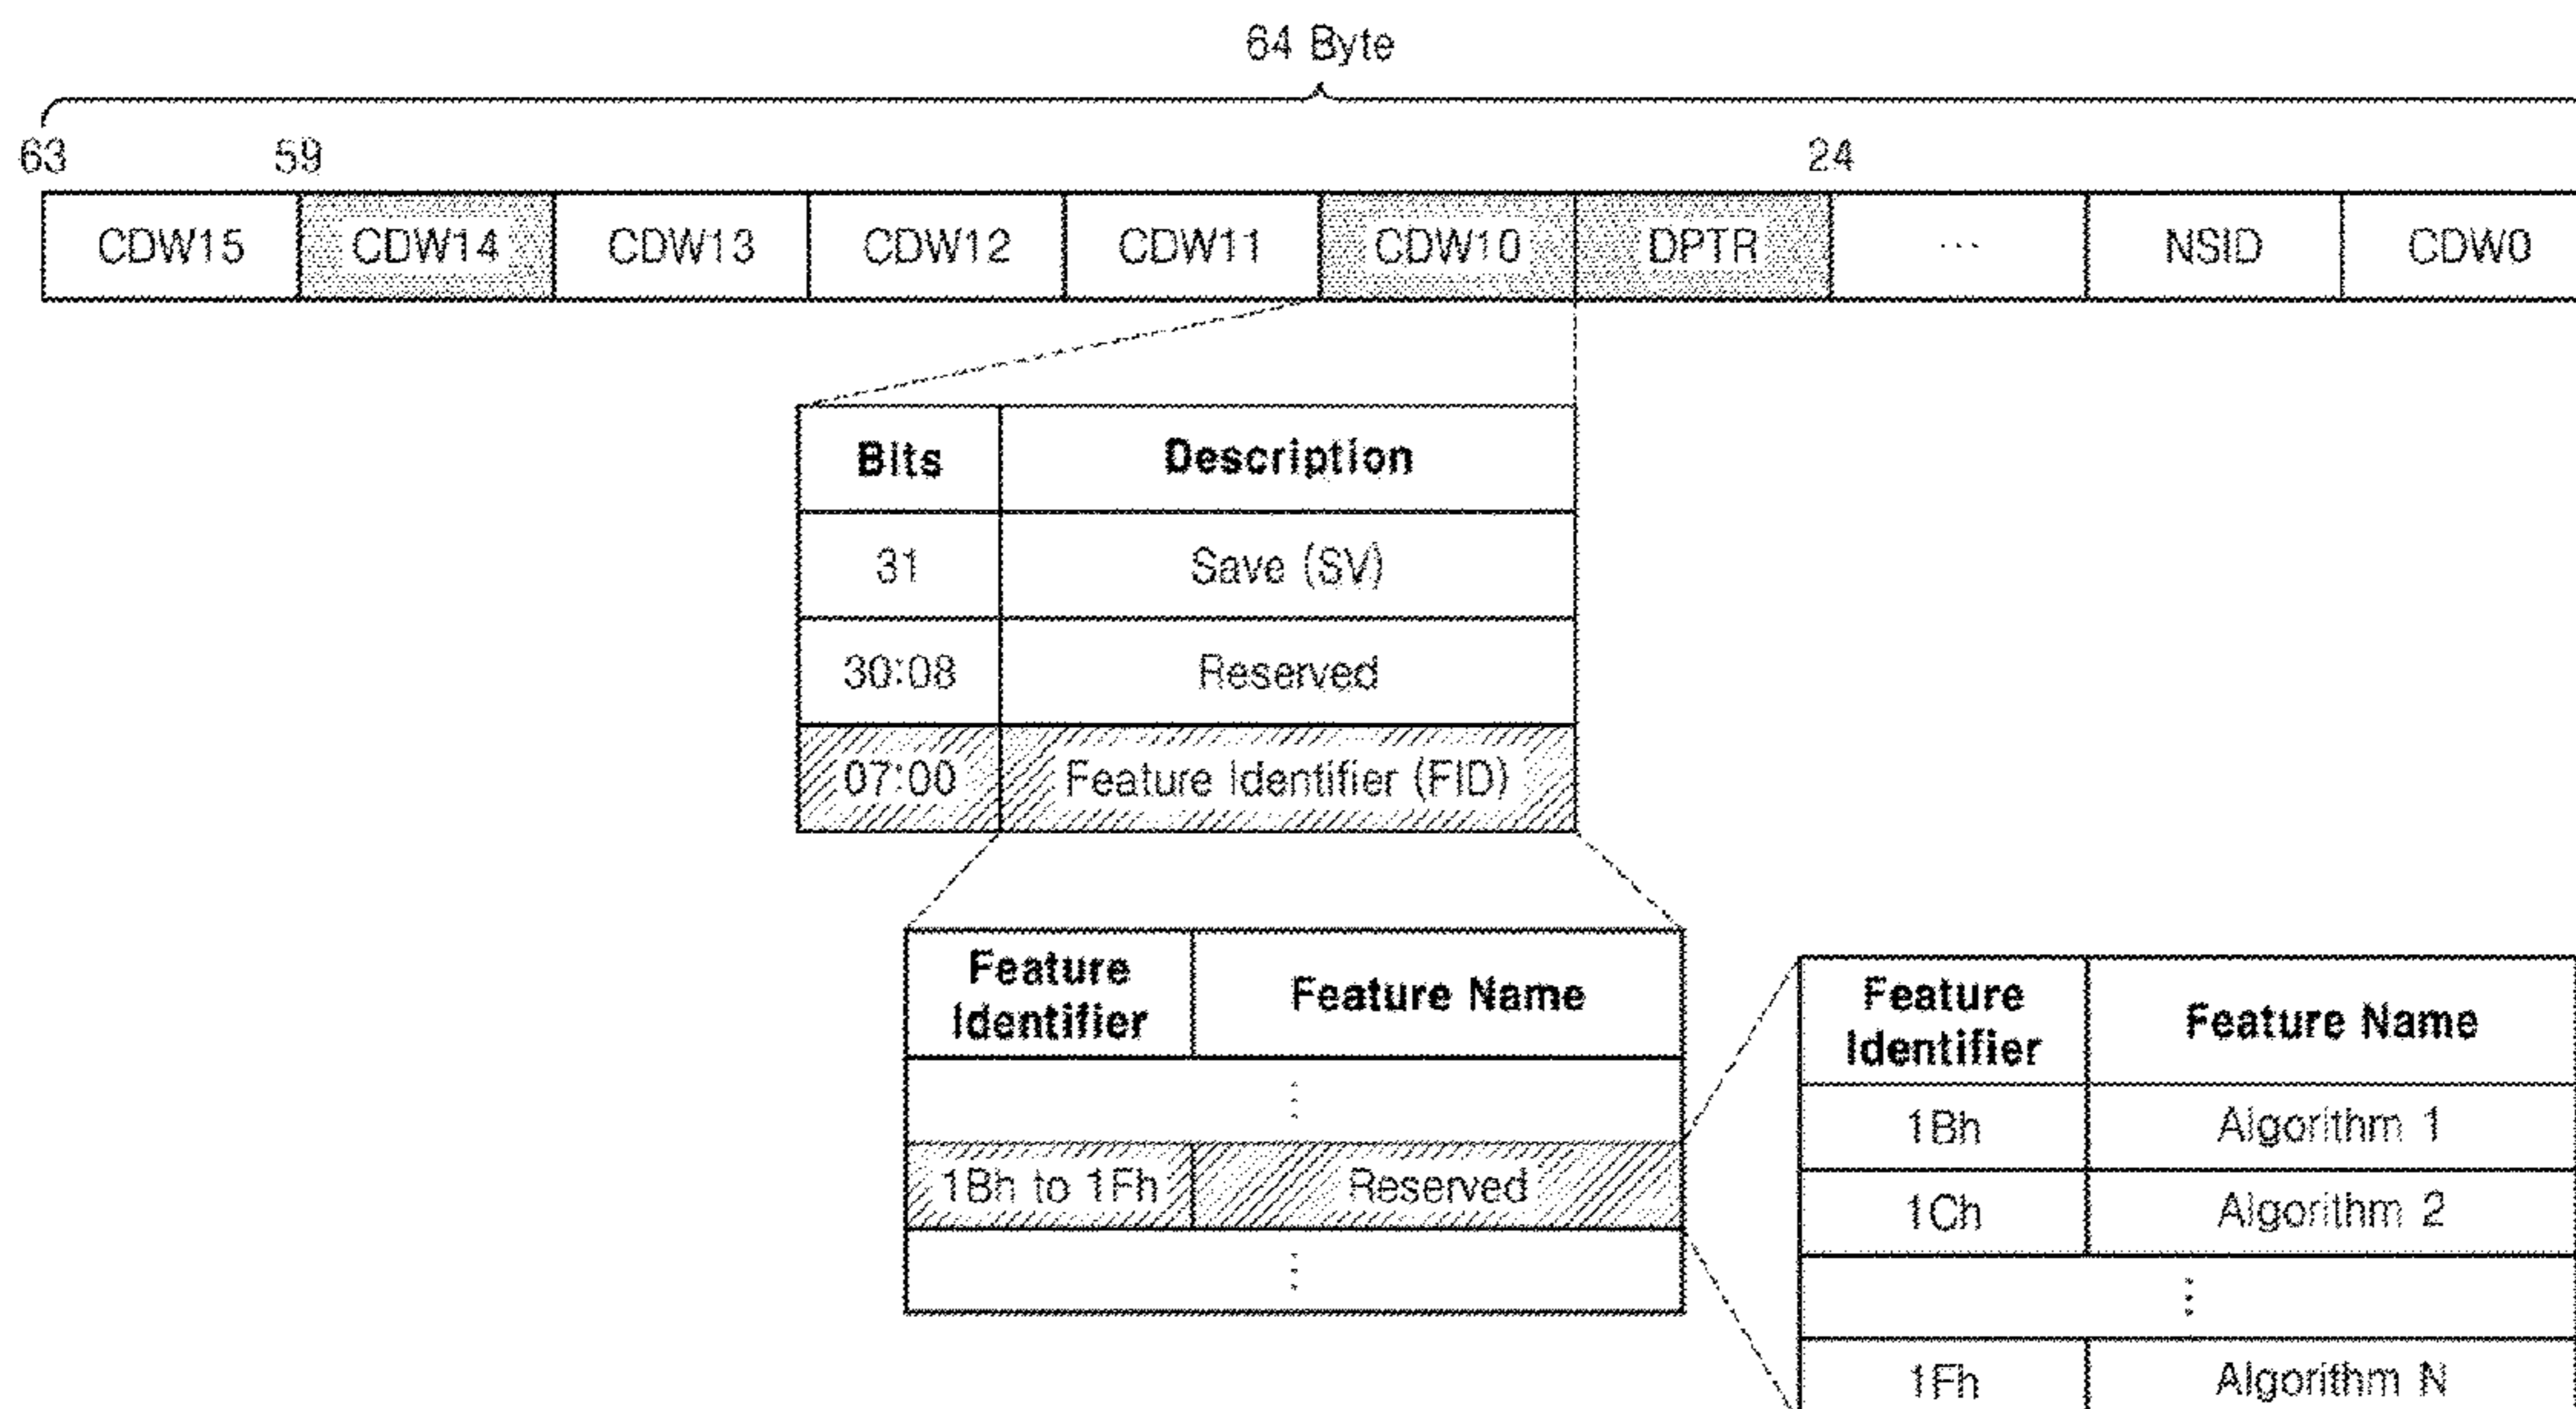 64 Byte
63 59 24
CDW15 CDW14 CDW13 CDW12 CDW11 CDW10 DPTR ... NSID CDW0
Bits Description
31 Save (SV)
30:08 Reserved
07:00 Feature Identifier (FID)
Feature
Identifier
Feature Name
⋮
1Bh to 1Fh Reserved
⋮
Feature
Identifier
Feature Name
1Bh Algorithm 1
1Ch Algorithm 2
⋮
1Fh Algorithm N